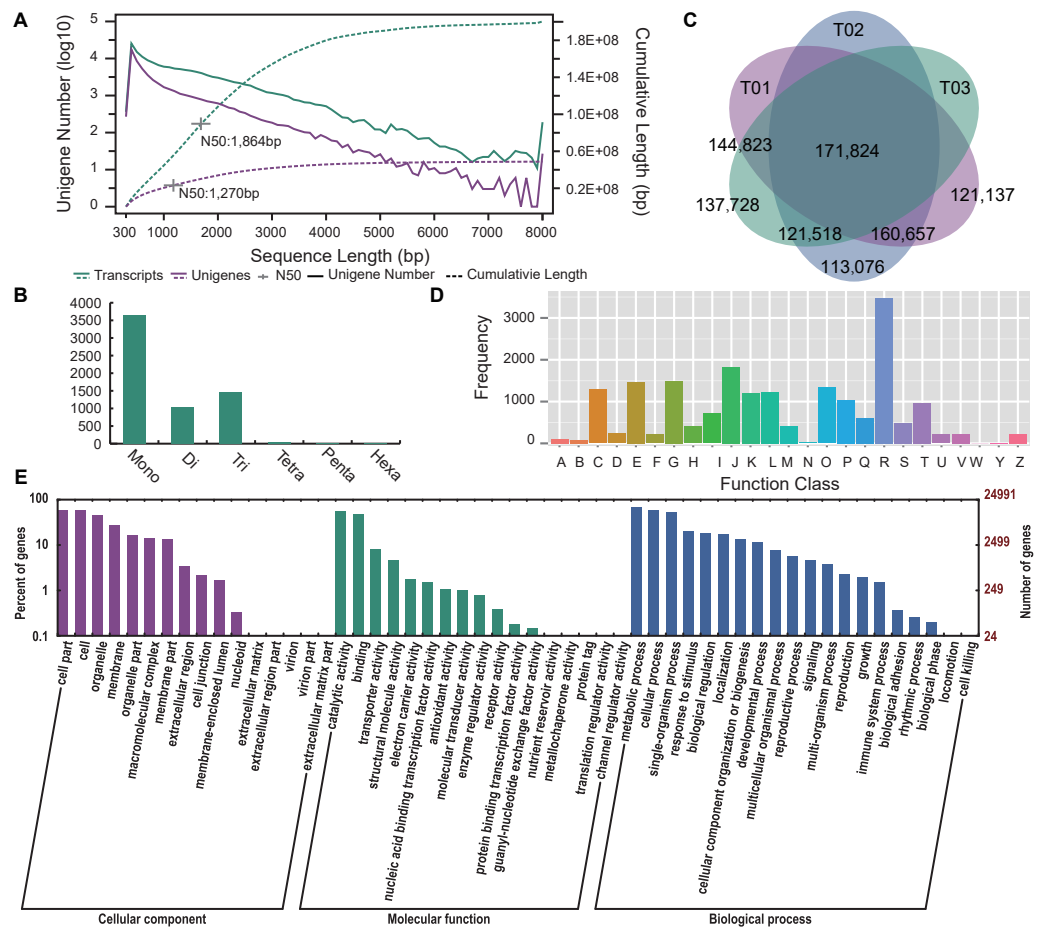 A
5
4
3
2
1
0
Unigene Number (log10)
1.8E+08
1.4E+08
1.0E+08
0.6E+08
0.2E+08
Cumulative Length (bp)
N50:1,864bp
N50:1,270bp
300 1000 2000 3000 4000 5000 6000 7000 8000
Sequence Length (bp)
Transcripts Unigenes N50 Unigene Number Cumulativie Length
C
T02
T01
T03
144,823
171,824
137,728
121,137
121,518
160,657
113,076
B
4000
3500
3000
2500
2000
1500
1000
500
0
Mono Di Tri Tetra Penta Hexa
D
Frequency
3000
2000
1000
0
A B C D E F G H I J K L M N O P Q R S T U V W Y Z
Function Class
E
Percent of genes
100
10
1
0.1
24991
2499
249
24
Number of genes
cell part
cell
organelle
membrane
organelle part
macromolecular complex
membrane part
extracellular region
cell junction
membrane-enclosed lumen
nucleoid
extracellular matrix
extracellular region part
virion
virion part
extracellular matrix part
catalytic activity
binding
transporter activity
structural molecule activity
electron carrier activity
nucleic acid binding transcription factor activity
antioxidant activity
molecular transducer activity
enzyme regulator activity
receptor activity
protein binding transcription factor activity
guanyl-nucleotide exchange factor activity
nutrient reservoir activity
metallochaperone activity
protein tag
translation regulator activity
channel regulator activity
metabolic process
cellular process
single-organism process
response to stimulus
biological regulation
localization
cellular component organization or biogenesis
developmental process
multicellular organismal process
reproductive process
signaling
multi-organism process
reproduction
growth
immune system process
biological adhesion
rhythmic process
biological phase
locomotion
cell killing
Cellular component
Molecular function
Biological process